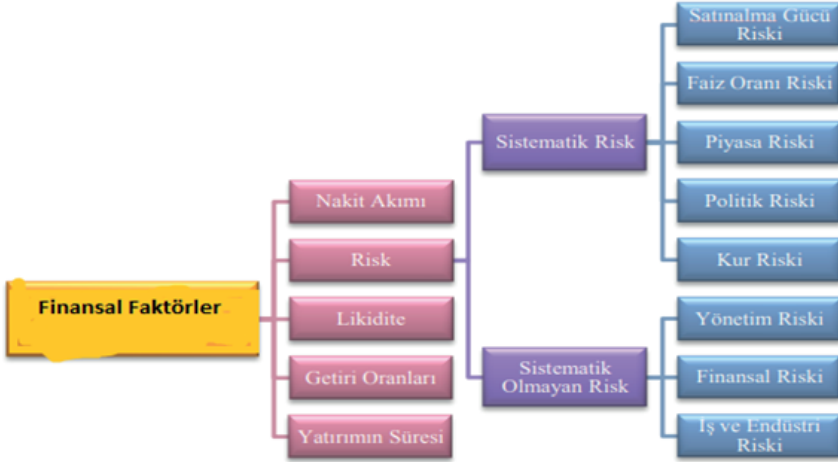 Finansal Faktörler
Nakit Akımı
Risk
Likidite
Getiri Oranları
Yatırımın Süresi
Sistematik Risk
Sistematik
Olmayan Risk
Satınalma Gücü
Riski
Faiz Oranı Riski
Piyasa Riski
Politik Riski
Kur Riski
Yönetim Riski
Finansal Riski
İş ve Endüstri
Riski